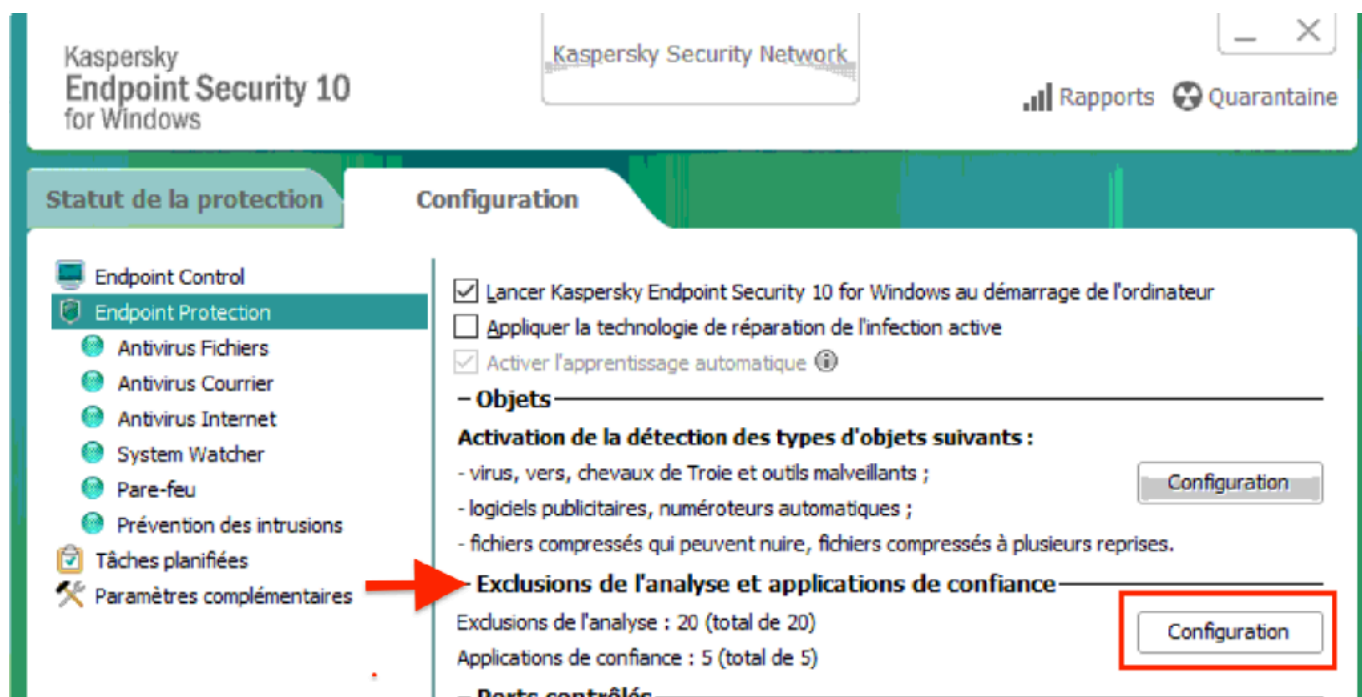 Kaspersky
Endpoint Security 10
for Windows
Kaspersky Security Network
Rapports
Quarantaine
Statut de la protection
Configuration
Endpoint Control
Endpoint Protection
Antivirus Fichiers
Antivirus Courrier
Antivirus Internet
System Watcher
Pare-feu
Prévention des intrusions
Tâches planifiées
Paramètres complémentaires
Lancer Kaspersky Endpoint Security 10 for Windows au démarrage de l'ordinateur
Appliquer la technologie de réparation de l'infection active
Activer l'apprentissage automatique
– Objets
Activation de la détection des types d'objets suivants :
- virus, vers, chevaux de Troie et outils malveillants ;
- logiciels publicitaires, numéroteurs automatiques ;
- fichiers compressés qui peuvent nuire, fichiers compressés à plusieurs reprises.
Configuration
– Exclusions de l'analyse et applications de confiance
Exclusions de l'analyse : 20 (total de 20)
Applications de confiance : 5 (total de 5)
Configuration
– Ports contrôlés